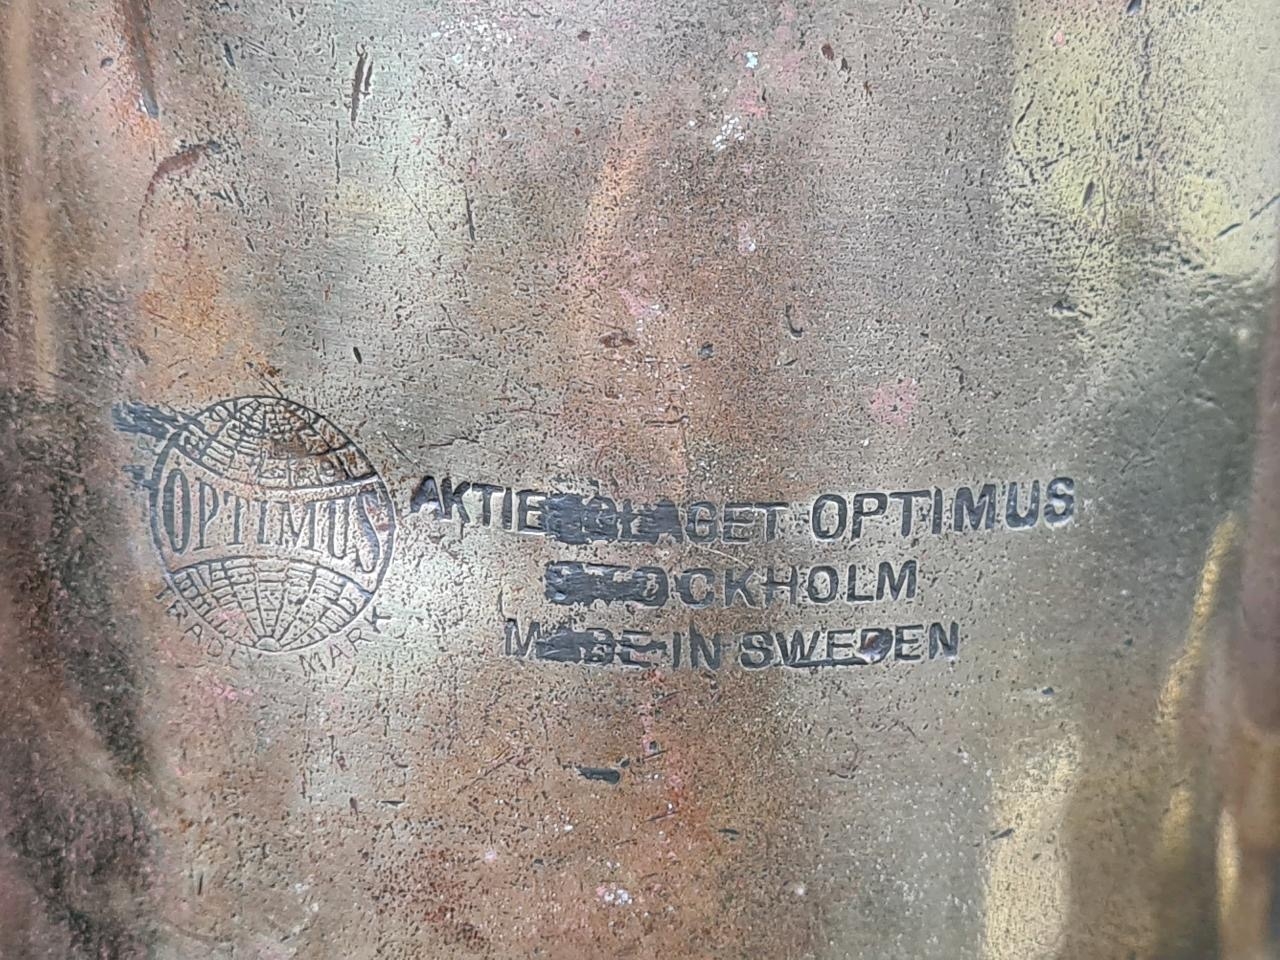 OPTIMUS
TRADE MARK
AKTIEBOLAGET OPTIMUS
STOCKHOLM
MADE IN SWEDEN